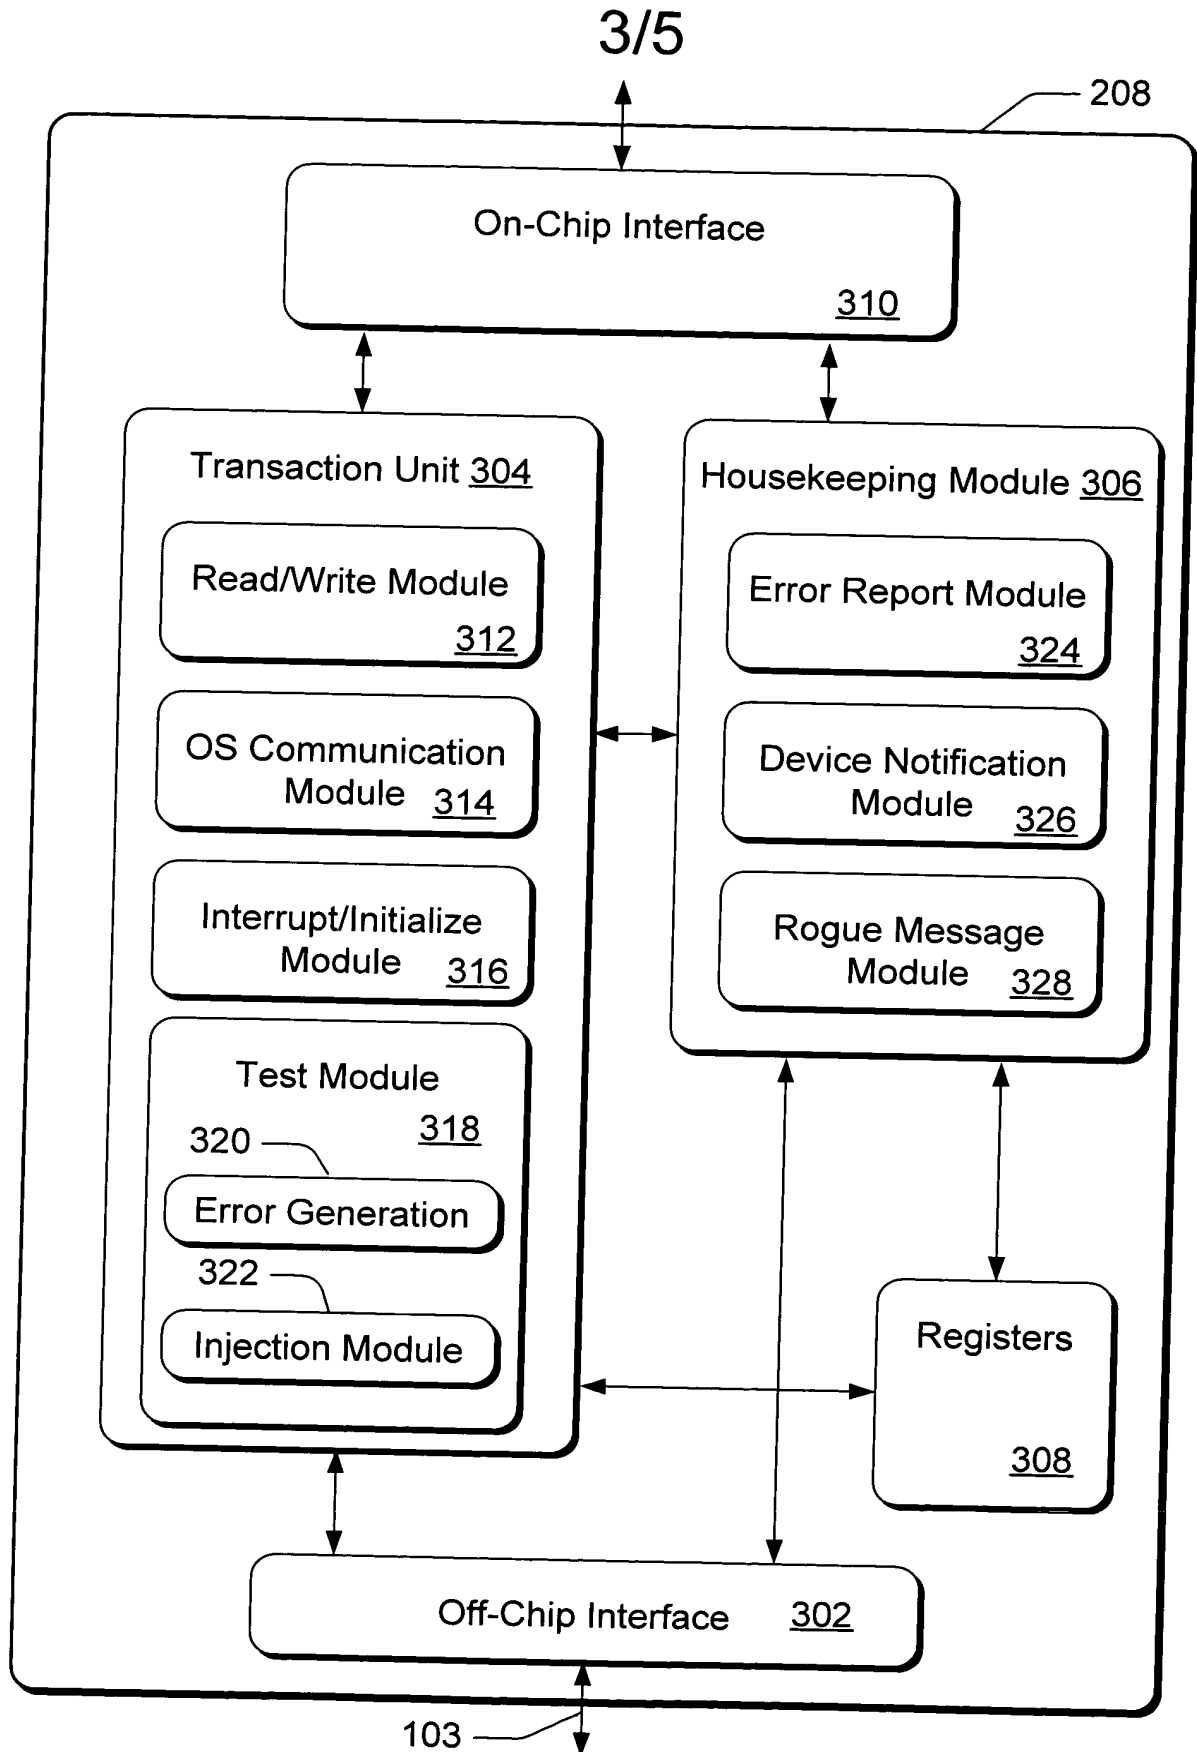 3/5
208
On-Chip Interface
310
Transaction Unit 304
Read/Write Module
312
OS Communication
Module 314
Interrupt/Initialize
Module 316
Test Module
318
320
Error Generation
322
Injection Module
Housekeeping Module 306
Error Report Module
324
Device Notification
Module 326
Rogue Message
Module 328
Registers
308
Off-Chip Interface 302
103